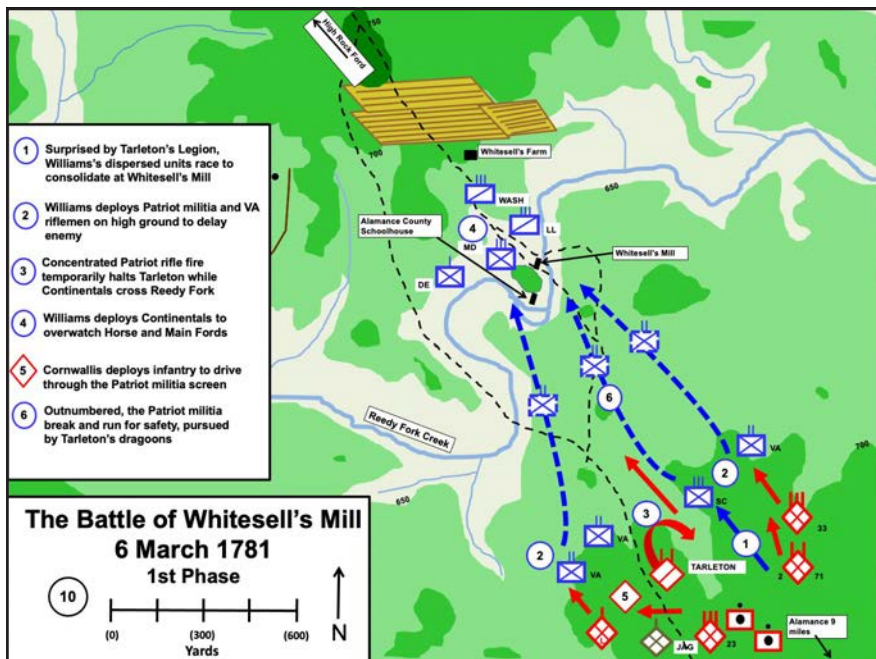 750
High Rock Ford
1 Surprised by Tarleton's Legion,
Williams's dispersed units race to
consolidate at Whitesell's Mill
2 Williams deploys Patriot militia and VA
riflemen on high ground to delay
enemy
3 Concentrated Patriot rifle fire
temporarily halts Tarleton while
Continentals cross Reedy Fork
4 Williams deploys Continentals to
overwatch Horse and Main Fords
5 Cornwallis deploys infantry to drive
through the Patriot militia screen
6 Outnumbered, the Patriot militia
break and run for safety, pursued
by Tarleton's dragoons
700
Whitesell's Farm
650
WASH
Alamance County
Schoolhouse
4
LL
MD
Whitesell's Mill
DE
6
Reedy Fork Creek
650
700
VA
2
SC
3
33
1
VA
2
VA
TARLETON
2
71
5
L
JAG
23
Alamance 9
miles
The Battle of Whitesell's Mill
6 March 1781
1st Phase
10
(0) (300) (600)
Yards
N